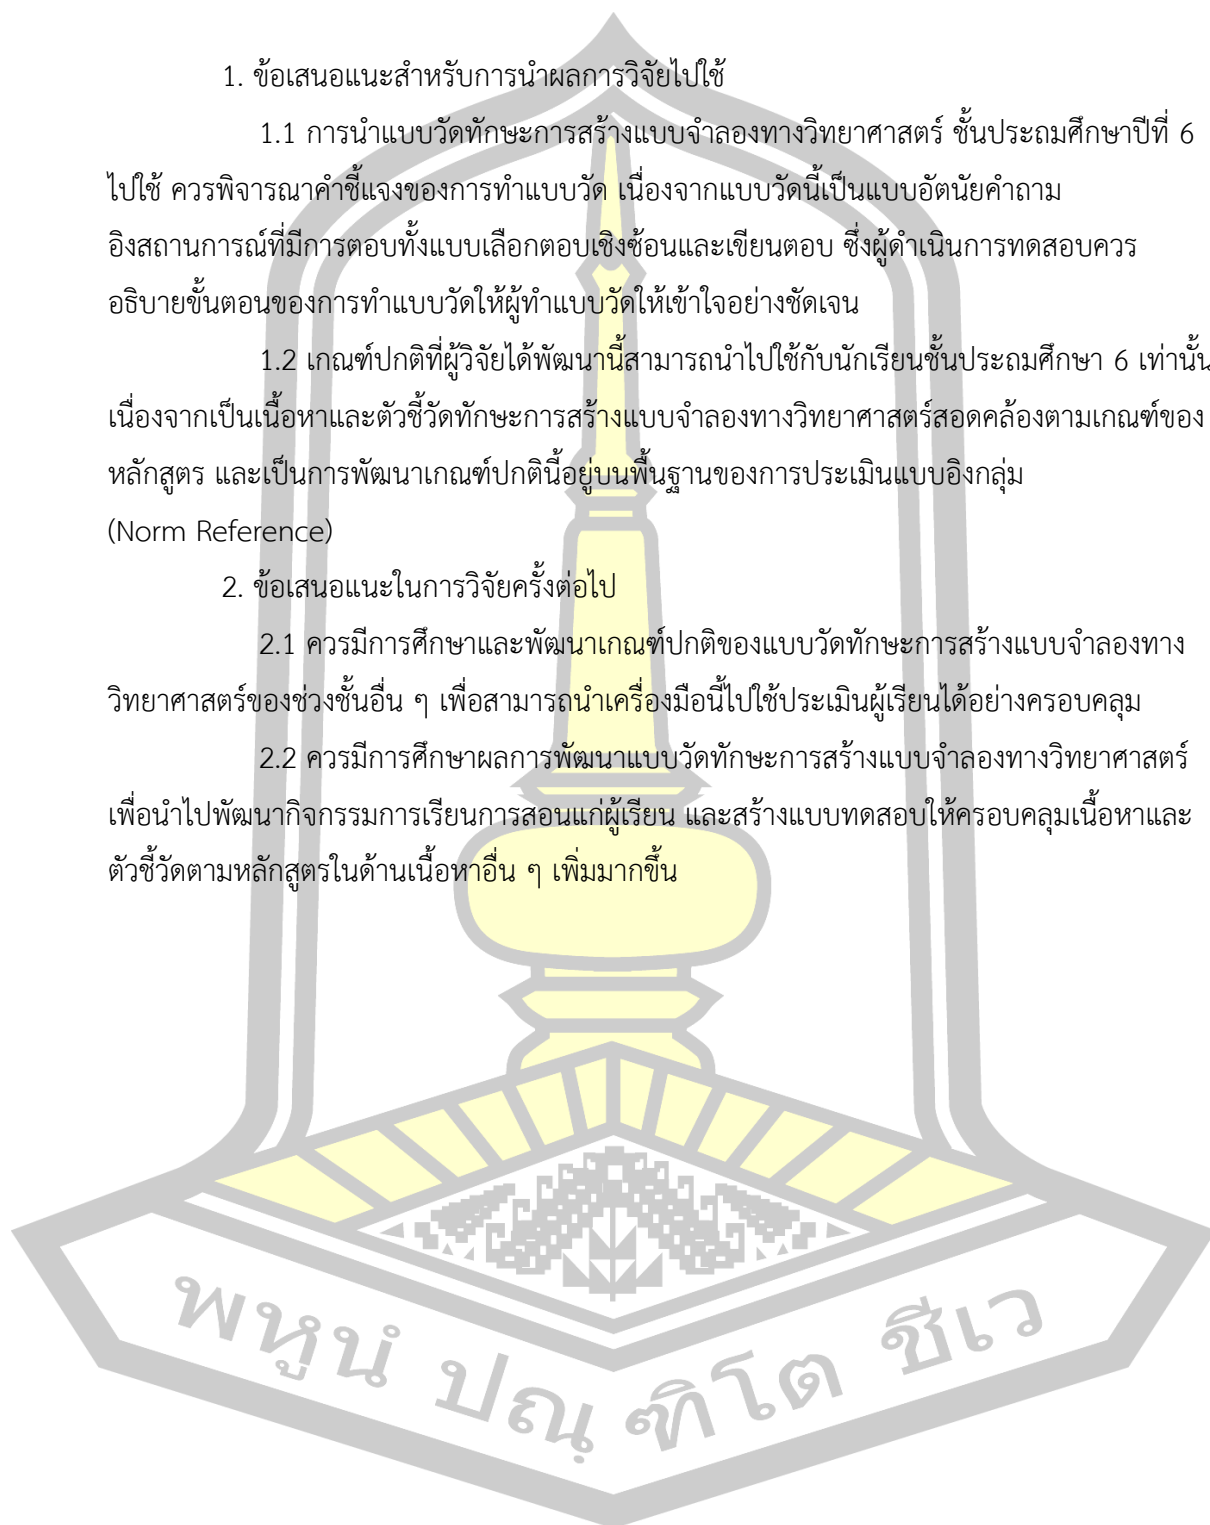 1. ข้อเสนอแนะสำหรับการนำผลการวิจัยไปใช้
1.1 การนำแบบวัดทักษะการสร้างแบบจำลองทางวิทยาศาสตร์ ชั้นประถมศึกษาปีที่ 6
ไปใช้ ควรพิจารณาคำชี้แจงของการทำแบบวัด เนื่องจากแบบวัดนี้เป็นแบบอัตนัยคำถาม
อิงสถานการณ์ที่มีการตอบทั้งแบบเลือกตอบเชิงซ้อนและเขียนตอบ ซึ่งผู้ดำเนินการทดสอบควร
อธิบายขั้นตอนของการทำแบบวัดให้ผู้ทำแบบวัดให้เข้าใจอย่างชัดเจน
1.2 เกณฑ์ปกติที่ผู้วิจัยได้พัฒนานี้สามารถนำไปใช้กับนักเรียนชั้นประถมศึกษา 6 เท่านั้น
เนื่องจากเป็นเนื้อหาและตัวชี้วัดทักษะการสร้างแบบจำลองทางวิทยาศาสตร์สอดคล้องตามเกณฑ์ของ
หลักสูตร และเป็นการพัฒนาเกณฑ์ปกตินี้อยู่บนพื้นฐานของการประเมินแบบอิงกลุ่ม
(Norm Reference)
2. ข้อเสนอแนะในการวิจัยครั้งต่อไป
2.1 ควรมีการศึกษาและพัฒนาเกณฑ์ปกติของแบบวัดทักษะการสร้างแบบจำลองทาง
วิทยาศาสตร์ของช่วงชั้นอื่น ๆ เพื่อสามารถนำเครื่องมือนี้ไปใช้ประเมินผู้เรียนได้อย่างครอบคลุม
2.2 ควรมีการศึกษาผลการพัฒนาแบบวัดทักษะการสร้างแบบจำลองทางวิทยาศาสตร์
เพื่อนำไปพัฒนากิจกรรมการเรียนการสอนแก่ผู้เรียน และสร้างแบบทดสอบให้ครอบคลุมเนื้อหาและ
ตัวชี้วัดตามหลักสูตรในด้านเนื้อหาอื่น ๆ เพิ่มมากขึ้น
พหูนํ ปณฺ ฑิโต ชีเว